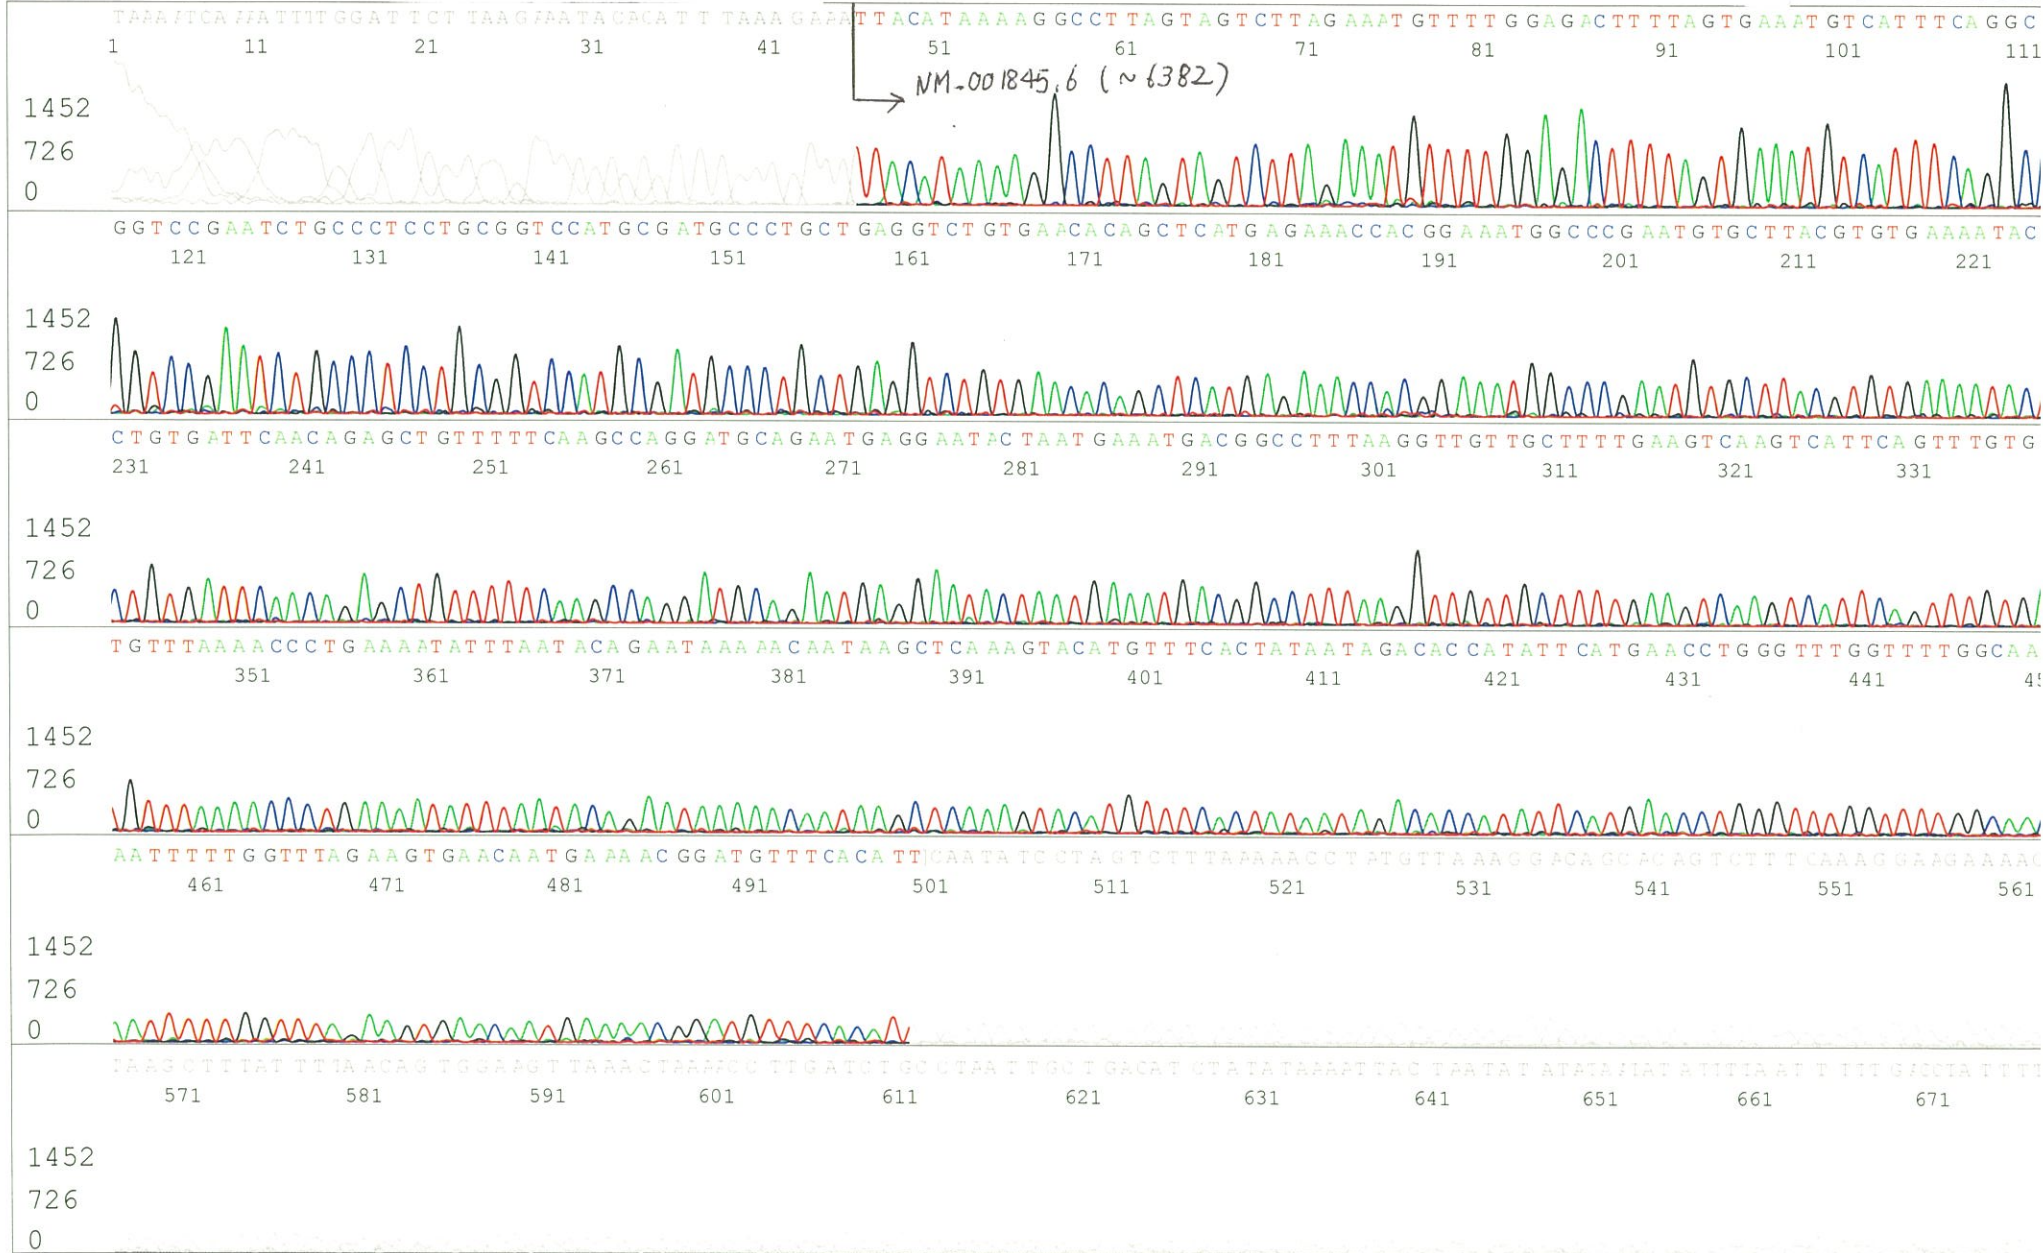 TTACATAAAAGGCCTTAGTAGTCTTAGAAATGTTTTGGAGACTTTTAGTGAAATGTCATTTCAGGC
1 11 21 31 41 51 61 71 81 91 101 111
NM-001845.6 (~6382)
1452
726
0
GGTCCGAATCTGCCCTCCTGCGGTCCATGCGATGCCCTGCTGAGGTCTGTGAACACAGCTCATGAGAAACCACGGAAATGGCCCGAATGTGCTTACGTGTGAAAATAC
121 131 141 151 161 171 181 191 201 211 221
1452
726
0
CTGTGATTCAACAGAGCTGTTTTTCAAGCCAGGATGCAGAATGAGGAATACTAATGAAATGACGGCCTTTAAGGTTGTTGCTTTTGAAGTCAAGTCATTCAGTTTGTG
231 241 251 261 271 281 291 301 311 321 331
1452
726
0
TGTTTAAAACCCTGAAAATATTTAATACAGAATAAAAACAATAAGCTCAAAGTACATGTTTCACTATAATAGACACCATATTCATGAACCTGGGTTTGGTTTTGGCAA
351 361 371 381 391 401 411 421 431 441
1452
726
0
AATTTTTGGTTTAGAAGTGAACAATGAAAACGGATGTTTCACATTCAATATCCTAGTCTTTAAAAACCTATGTTAAAGGACAGCACAGTCTTTCAAAGGAAGAAAAC
461 471 481 491 501 511 521 531 541 551 561
1452
726
0
571 581 591 601 611 621 631 641 651 661 671
1452
726
0